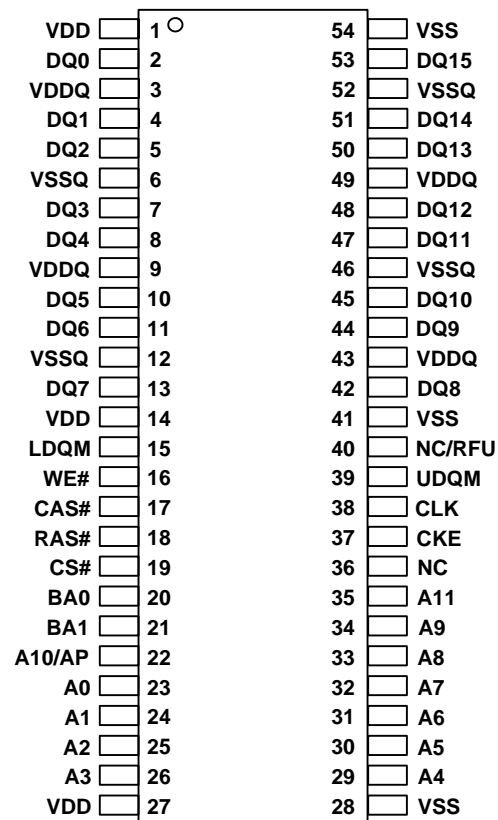 VDD 1 54 VSS
DQ0 2 53 DQ15
VDDQ 3 52 VSSQ
DQ1 4 51 DQ14
DQ2 5 50 DQ13
VSSQ 6 49 VDDQ
DQ3 7 48 DQ12
DQ4 8 47 DQ11
VDDQ 9 46 VSSQ
DQ5 10 45 DQ10
DQ6 11 44 DQ9
VSSQ 12 43 VDDQ
DQ7 13 42 DQ8
VDD 14 41 VSS
LDQM 15 40 NC/RFU
WE# 16 39 UDQM
CAS# 17 38 CLK
RAS# 18 37 CKE
CS# 19 36 NC
BA0 20 35 A11
BA1 21 34 A9
A10/AP 22 33 A8
A0 23 32 A7
A1 24 31 A6
A2 25 30 A5
A3 26 29 A4
VDD 27 28 VSS